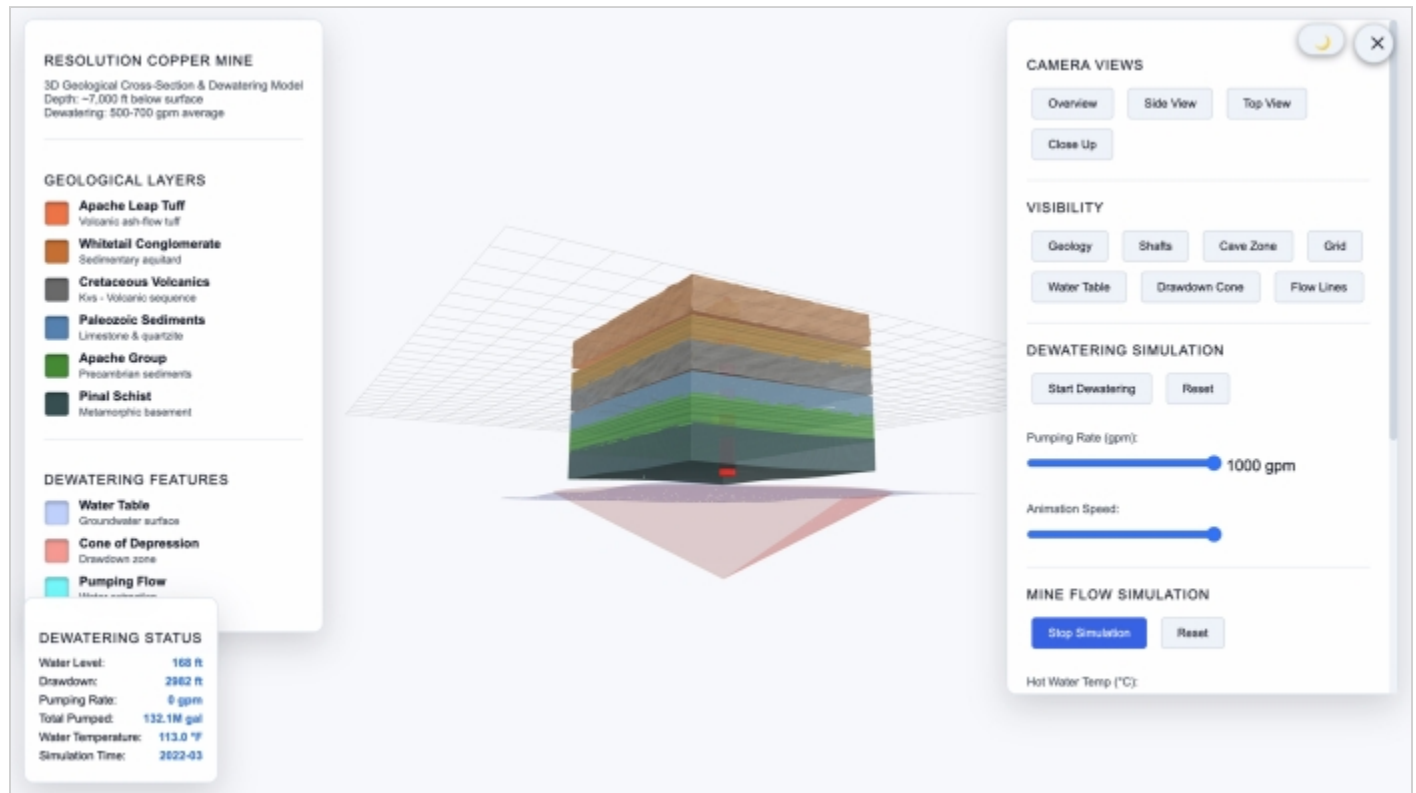 RESOLUTION COPPER MINE
3D Geological Cross-Section & Dewatering Model
Depth: ~7,000 ft below surface
Dewatering: 500-700 gpm average
GEOLOGICAL LAYERS
Apache Leap Tuff
Volcanic ash-flow tuff
Whitetail Conglomerate
Sedimentary aquitard
Cretaceous Volcanics
Kvs - Volcanic sequence
Paleozoic Sediments
Limestone & quartzite
Apache Group
Precambrian sediments
Pinal Schist
Metamorphic basement
DEWATERING FEATURES
Water Table
Groundwater surface
Cone of Depression
Drawdown zone
Pumping Flow
Water extraction
DEWATERING STATUS
Water Level: 168 ft
Drawdown: 2982 ft
Pumping Rate: 0 gpm
Total Pumped: 132.1M gal
Water Temperature: 113.0 °F
Simulation Time: 2022-03
CAMERA VIEWS
Overview Side View Top View
Close Up
VISIBILITY
Geology Shafts Cave Zone Grid
Water Table Drawdown Cone Flow Lines
DEWATERING SIMULATION
Start Dewatering Reset
Pumping Rate (gpm):
1000 gpm
Animation Speed:
MINE FLOW SIMULATION
Stop Simulation Reset
Hot Water Temp (°C):